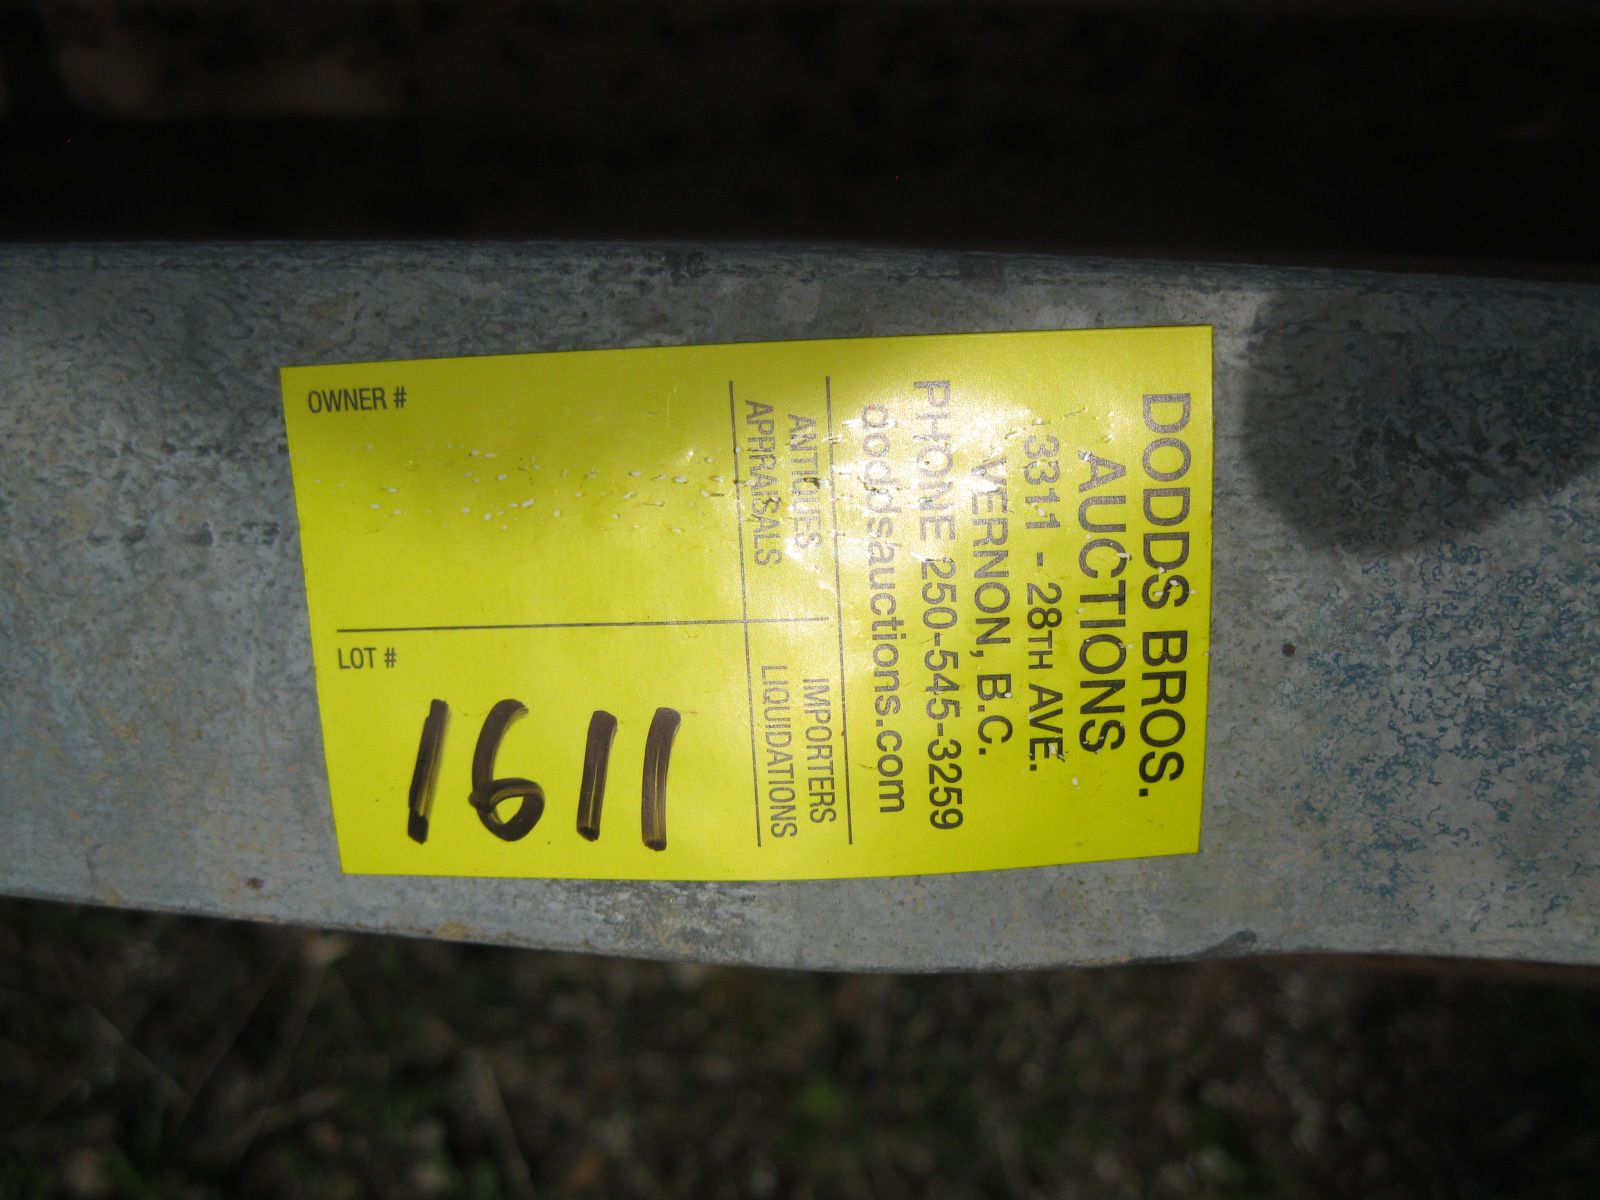 DODDS BROS.
AUCTIONS
3311 - 28TH AVE.
VERNON, B.C.
PHONE 250-545-3259
doddsauctions.com
ANTIQUES IMPORTERS
APPRAISALS LIQUIDATIONS
OWNER #
LOT #
1611